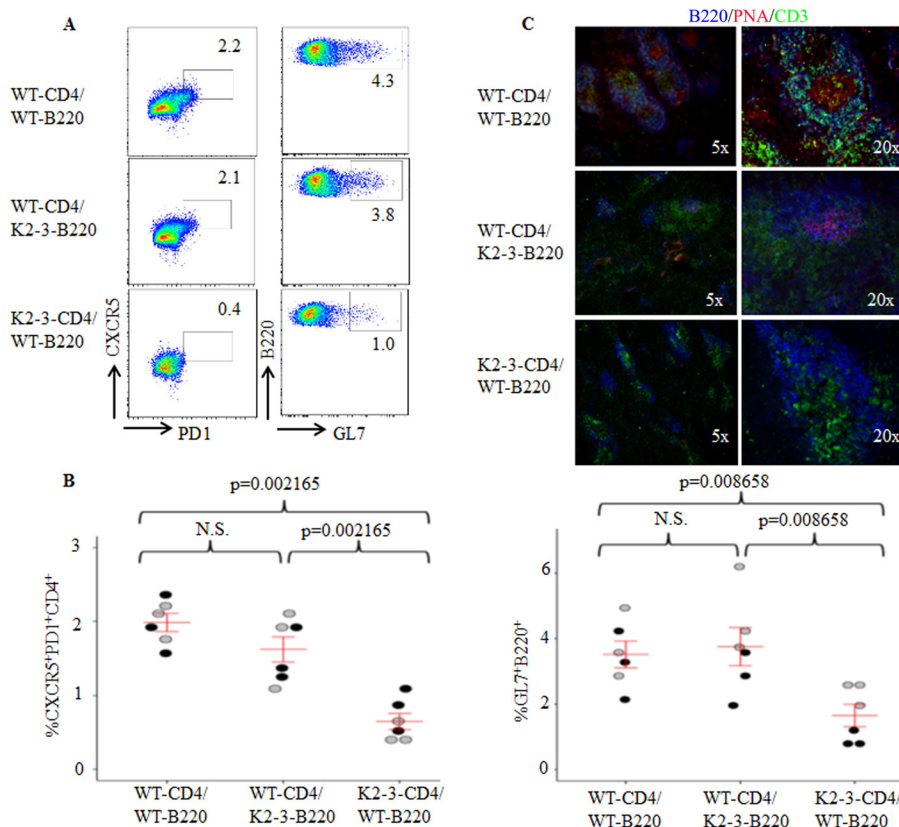 A
WT-CD4/
WT-B220
2.2
4.3
WT-CD4/
K2-3-B220
2.1
3.8
K2-3-CD4/
WT-B220
0.4
1.0
CXCR5
PD1
B220
GL7
C
B220/PNA/CD3
WT-CD4/
WT-B220
5x
20x
WT-CD4/
K2-3-B220
5x
20x
K2-3-CD4/
WT-B220
5x
20x
B
p=0.002165
N.S.
p=0.002165
%CXCR5⁺PD1⁺CD4⁺
3
2
1
0
WT-CD4/
WT-B220
WT-CD4/
K2-3-B220
K2-3-CD4/
WT-B220
p=0.008658
N.S.
p=0.008658
%GL7⁺B220⁺
6
4
2
0
WT-CD4/
WT-B220
WT-CD4/
K2-3-B220
K2-3-CD4/
WT-B220